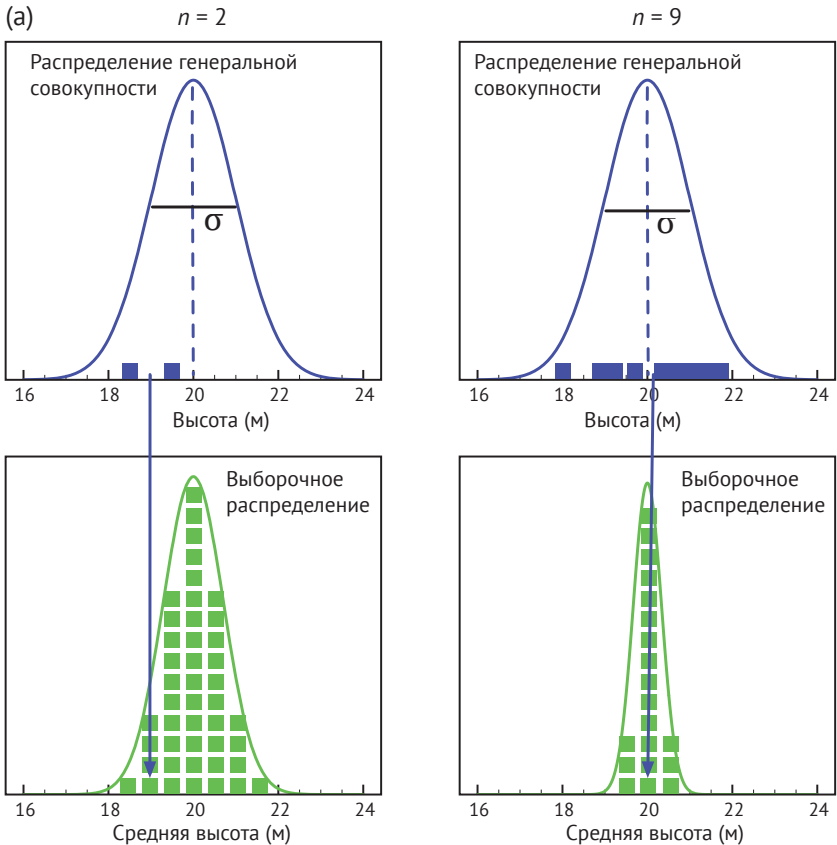 (a)
n = 2
Распределение генеральной
совокупности
σ
16 18 20 22 24
Высота (м)
Выборочное
распределение
16 18 20 22 24
Средняя высота (м)
n = 9
Распределение генеральной
совокупности
σ
16 18 20 22 24
Высота (м)
Выборочное
распределение
16 18 20 22 24
Средняя высота (м)